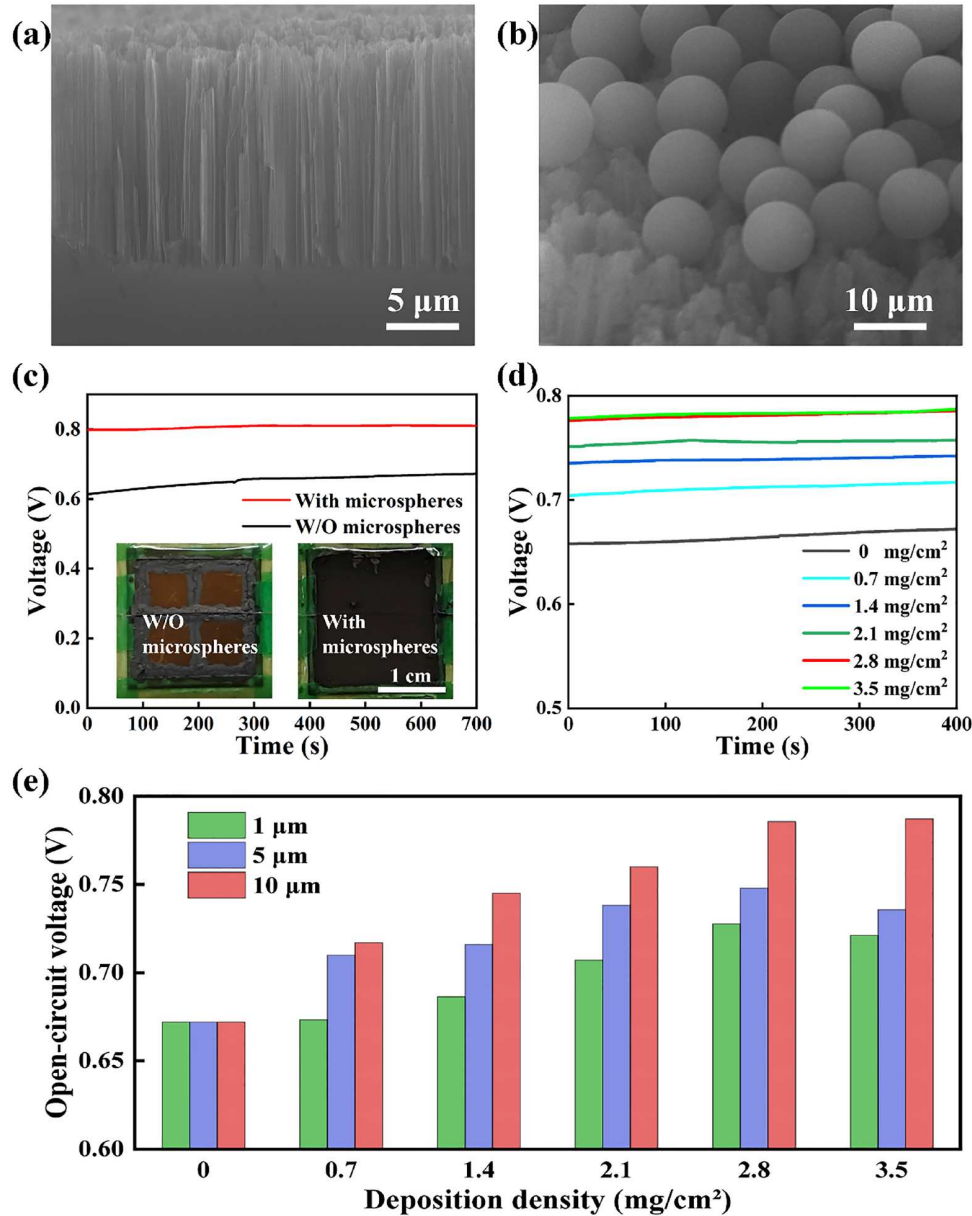 (a)
5 μm
(b)
10 μm
(c)
Voltage (V)
0.8
0.6
0.4
0.2
0.0
With microspheres
W/O microspheres
W/O
microspheres
With
microspheres
1 cm
0 100 200 300 400 500 600 700
Time (s)
(d)
Voltage (V)
0.8
0.7
0.6
0.5
0 mg/cm²
0.7 mg/cm²
1.4 mg/cm²
2.1 mg/cm²
2.8 mg/cm²
3.5 mg/cm²
0 100 200 300 400
Time (s)
(e)
Open-circuit voltage (V)
0.80
0.75
0.70
0.65
0.60
1 μm
5 μm
10 μm
0 0.7 1.4 2.1 2.8 3.5
Deposition density (mg/cm²)